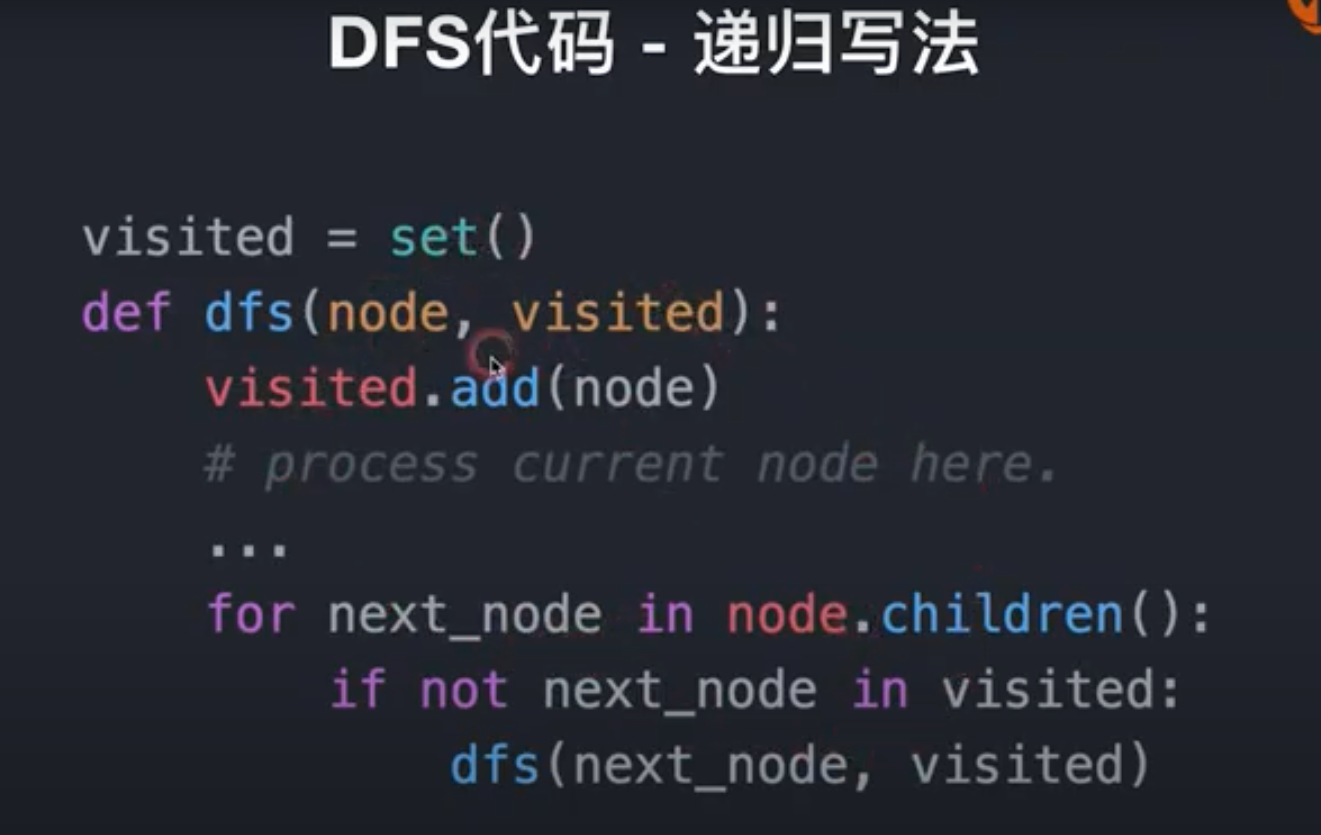 DFS代码 - 递归写法
visited = set()
def dfs(node, visited):
    visited.add(node)
    # process current node here.
    ...
    for next_node in node.children():
        if not next_node in visited:
            dfs(next_node, visited)